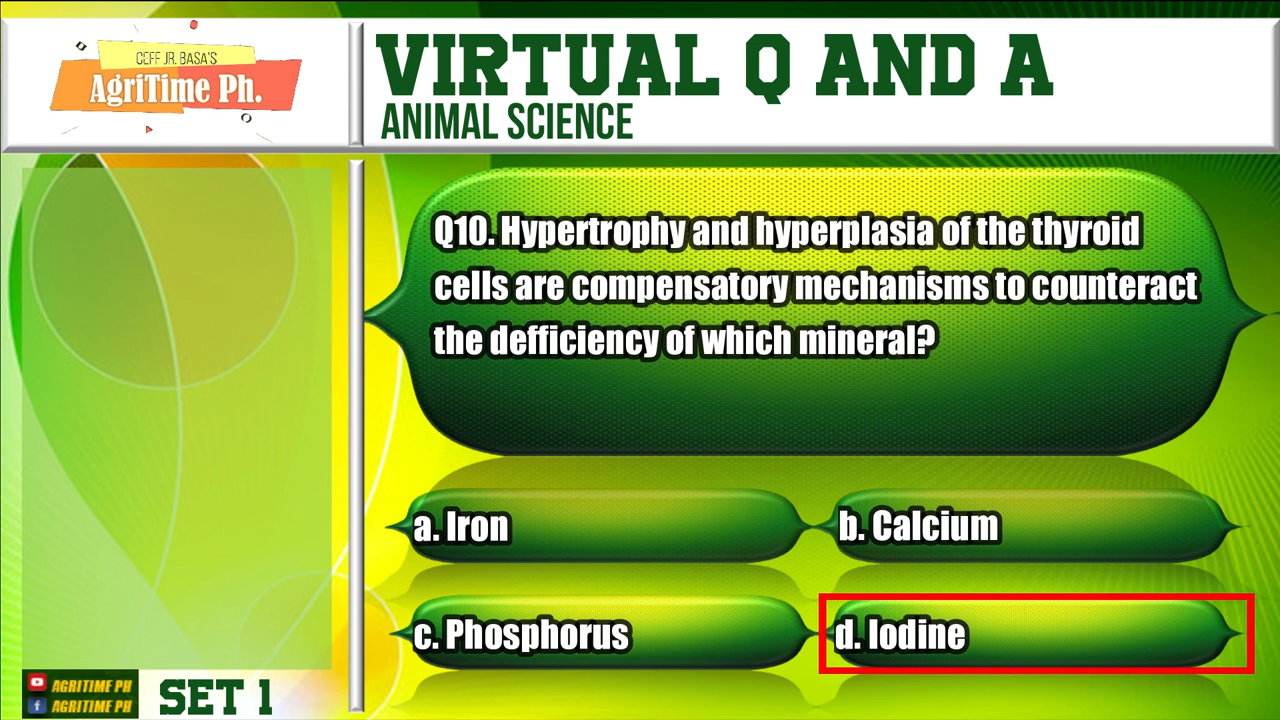 CEFF JR. BASA'S
AgriTime Ph.
VIRTUAL Q AND A
ANIMAL SCIENCE
Q10. Hypertrophy and hyperplasia of the thyroid
cells are compensatory mechanisms to counteract
the defficiency of which mineral?
a. Iron
b. Calcium
c. Phosphorus
d. Iodine
AGRITIME PH
AGRITIME PH
SET 1